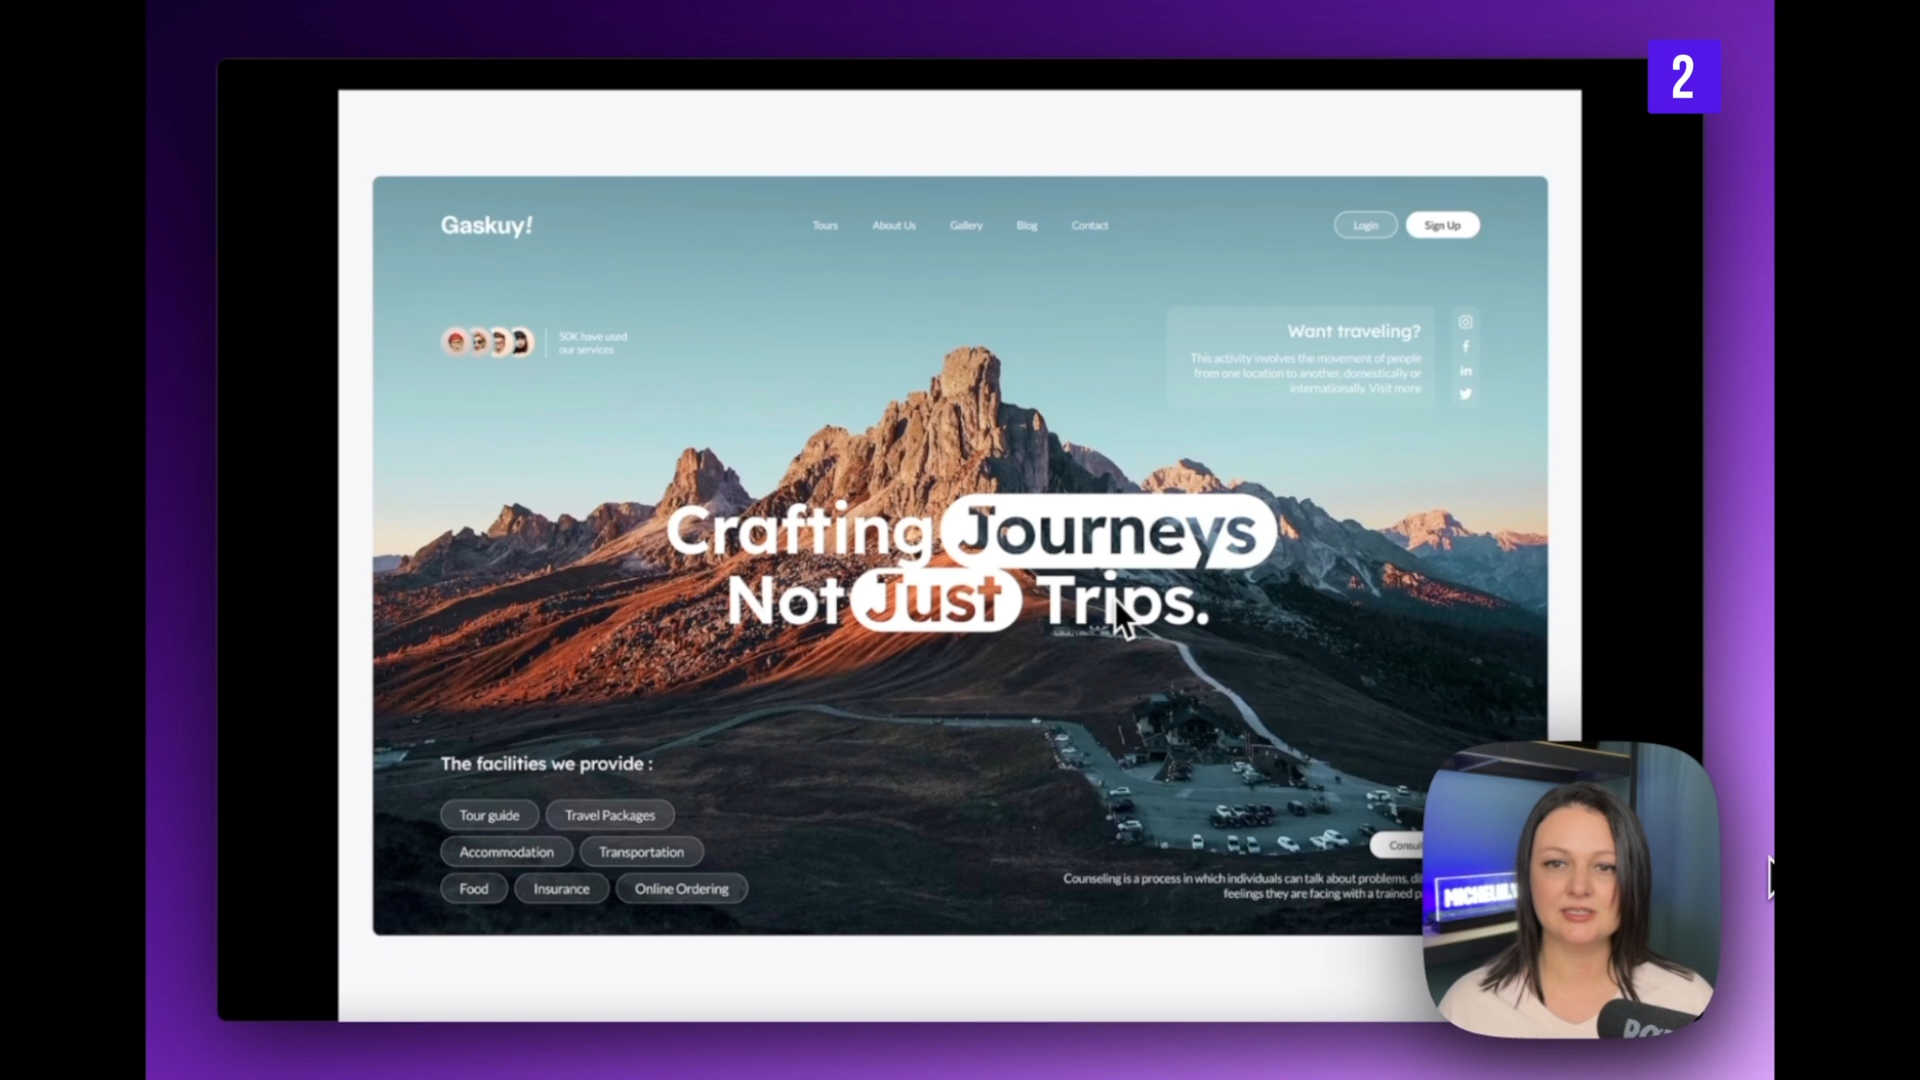 2
Gaskuy!
Tours
About Us
Gallery
Blog
Contact
Login
Sign Up
50K have used
our services
Want traveling?
This activity involves the movement of people
from one location to another, domestically or
internationally. Visit more
in
Crafting Journeys
Not Just Trips.
The facilities we provide :
Tour guide
Travel Packages
Accommodation
Transportation
Food
Insurance
Online Ordering
Counseling is a process in which individuals can talk about problems,
feelings they are facing with a trained